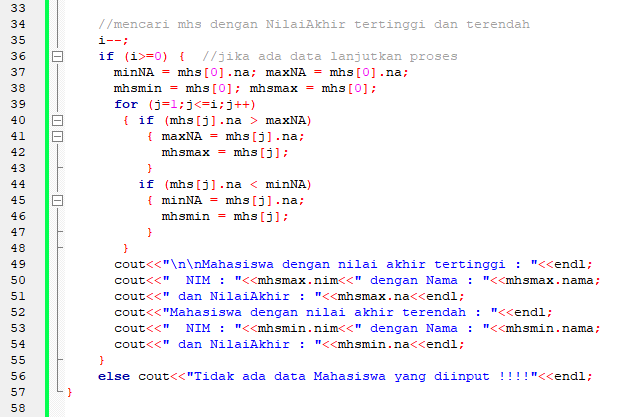 33
34 //mencari mhs dengan NilaiAkhir tertinggi dan terendah
35 i--;
36 if (i>=0) { //jika ada data lanjutkan proses
37 minNA = mhs[0].na; maxNA = mhs[0].na;
38 mhsmin = mhs[0]; mhsmax = mhs[0];
39 for (j=1;j<=i;j++)
40 { if (mhs[j].na > maxNA)
41 { maxNA = mhs[j].na;
42 mhsmax = mhs[j];
43 }
44 if (mhs[j].na < minNA)
45 { minNA = mhs[j].na;
46 mhsmin = mhs[j];
47 }
48 }
49 cout<<"\n\nMahasiswa dengan nilai akhir tertinggi : "<<endl;
50 cout<<" NIM : "<<mhsmax.nim<<" dengan Nama : "<<mhsmax.nama;
51 cout<<" dan NilaiAkhir : "<<mhsmax.na<<endl;
52 cout<<"Mahasiswa dengan nilai akhir terendah : "<<endl;
53 cout<<" NIM : "<<mhsmin.nim<<" dengan Nama : "<<mhsmin.nama;
54 cout<<" dan NilaiAkhir : "<<mhsmin.na<<endl;
55 }
56 else cout<<"Tidak ada data Mahasiswa yang diinput !!!!"<<endl;
57 }
58